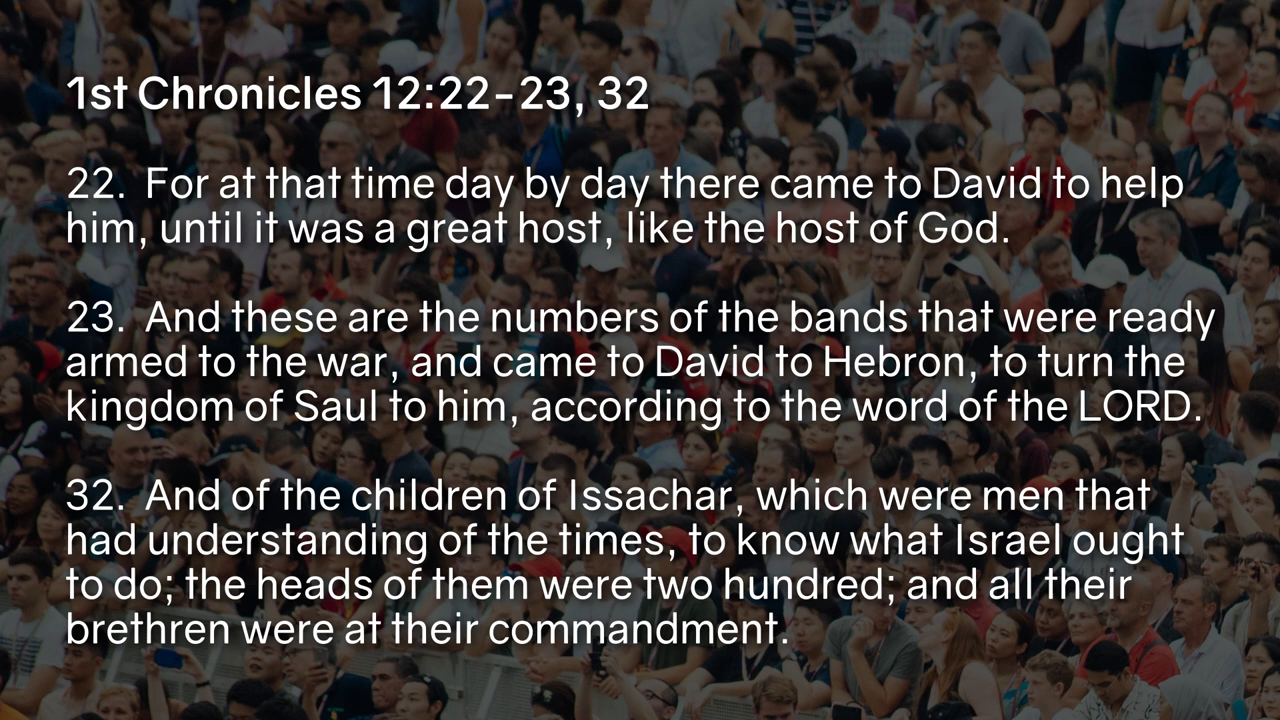 1st Chronicles 12:22-23, 32
22. For at that time day by day there came to David to help
him, until it was a great host, like the host of God.
23. And these are the numbers of the bands that were ready
armed to the war, and came to David to Hebron, to turn the
kingdom of Saul to him, according to the word of the LORD.
32. And of the children of Issachar, which were men that
had understanding of the times, to know what Israel ought
to do; the heads of them were two hundred; and all their
brethren were at their commandment.